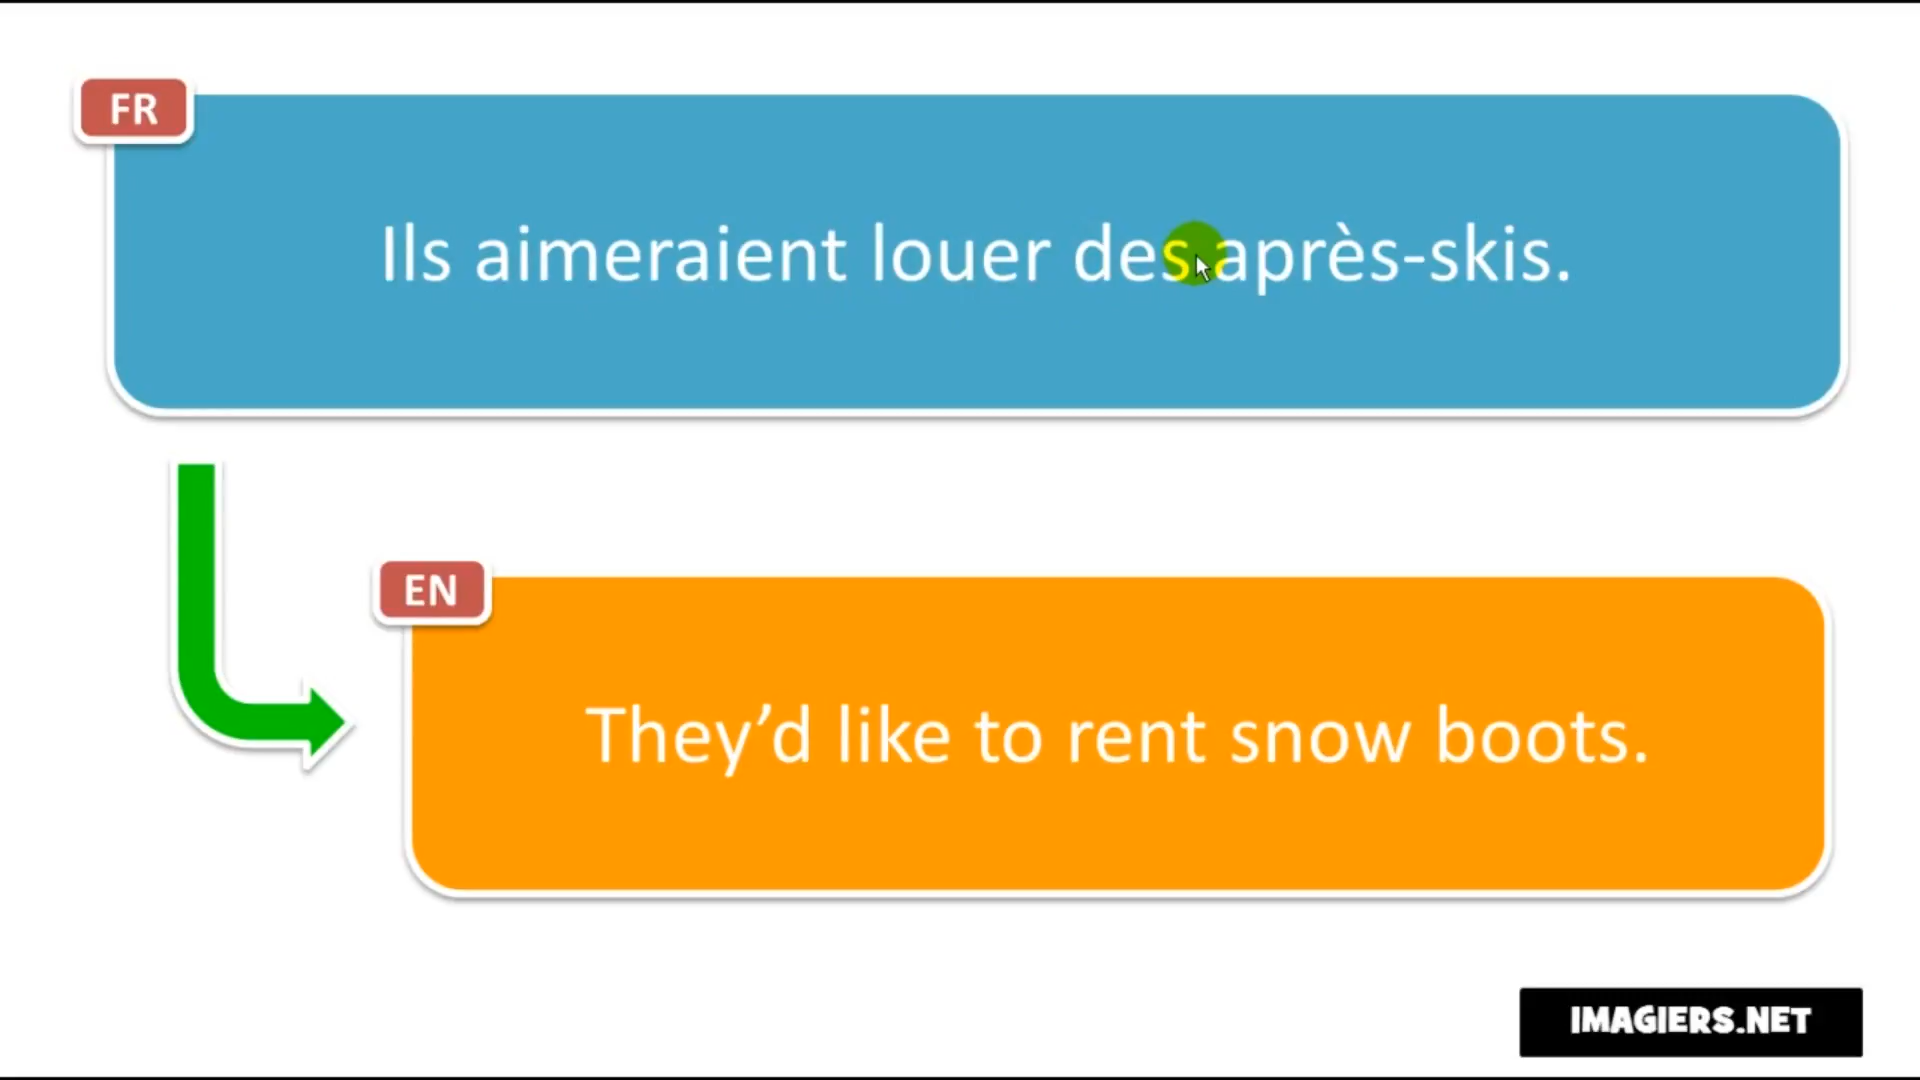 FR
Ils aimeraient louer des après-skis.
EN
They’d like to rent snow boots.
IMAGIERS.NET